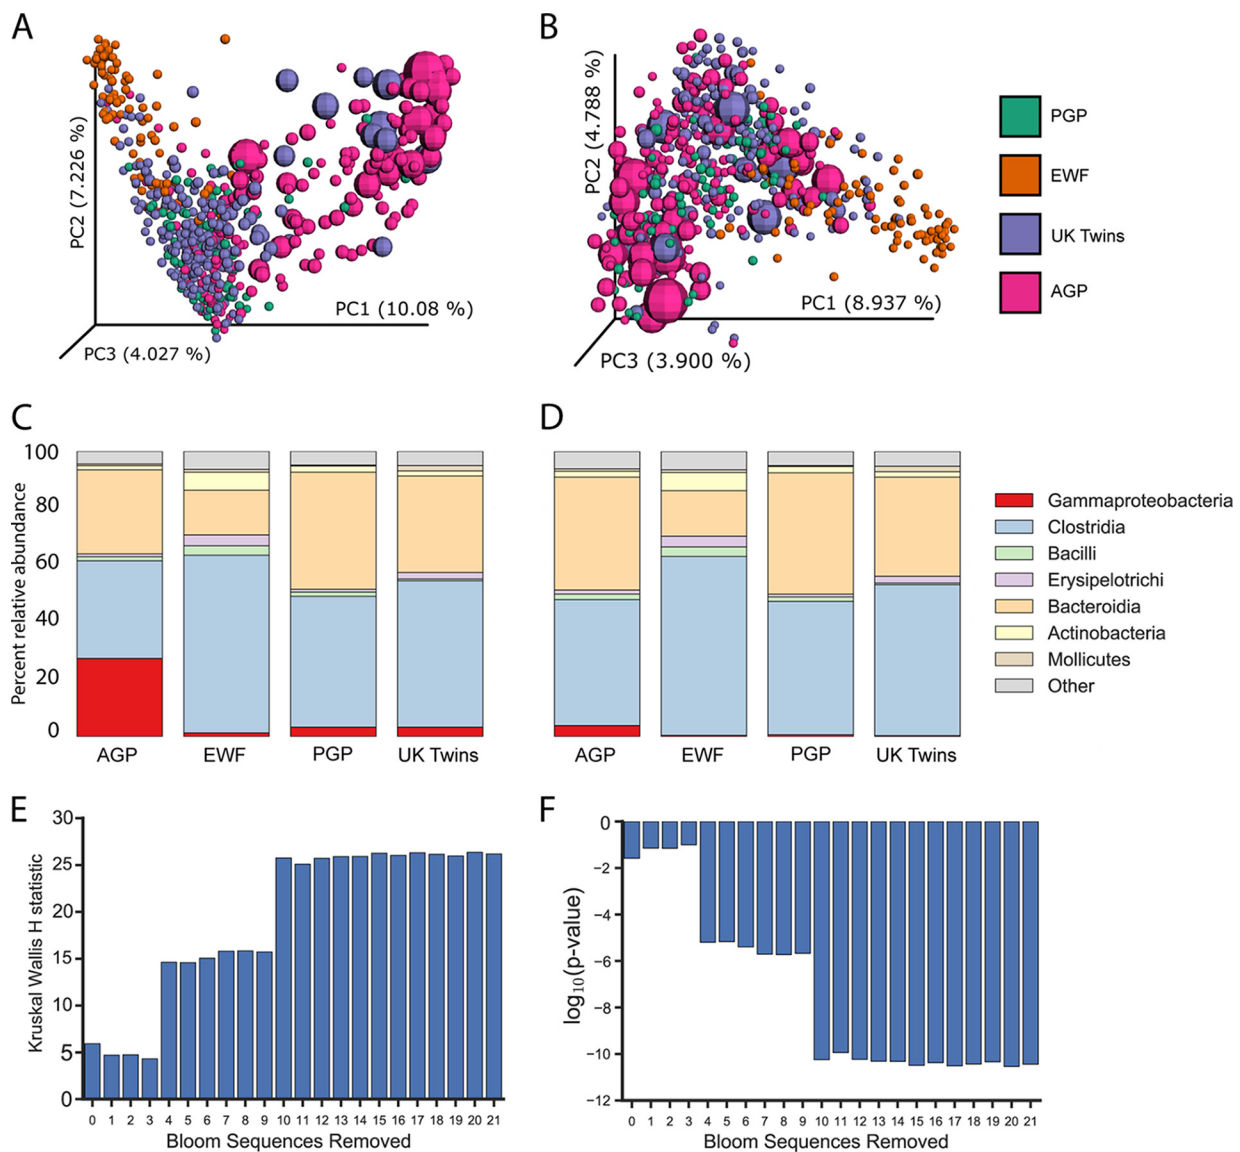 A
PC2 (7.226 %)
PC1 (10.08 %)
PC3 (4.027 %)
B
PC2 (4.788 %)
PC1 (8.937 %)
PC3 (3.900 %)
PGP
EWF
UK Twins
AGP
C
Percent relative abundance
100
80
60
40
20
0
AGP EWF PGP UK Twins
D
AGP EWF PGP UK Twins
Gammaproteobacteria
Clostridia
Bacilli
Erysipelotrichi
Bacteroidia
Actinobacteria
Mollicutes
Other
E
Kruskal Wallis H statistic
30
25
20
15
10
5
0
0 1 2 3 4 5 6 7 8 9 10 11 12 13 14 15 16 17 18 19 20 21
Bloom Sequences Removed
F
log10(p-value)
0
−2
−4
−6
−8
−10
−12
0 1 2 3 4 5 6 7 8 9 10 11 12 13 14 15 16 17 18 19 20 21
Bloom Sequences Removed